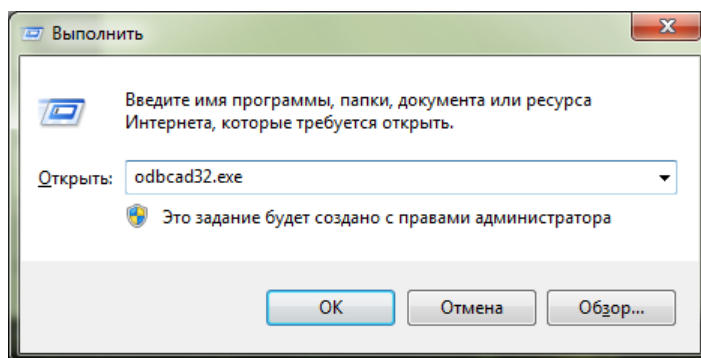 Выполнить
Введите имя программы, папки, документа или ресурса
Интернета, которые требуется открыть.
Открыть: odbcad32.exe
Это задание будет создано с правами администратора
ОК Отмена Обзор...